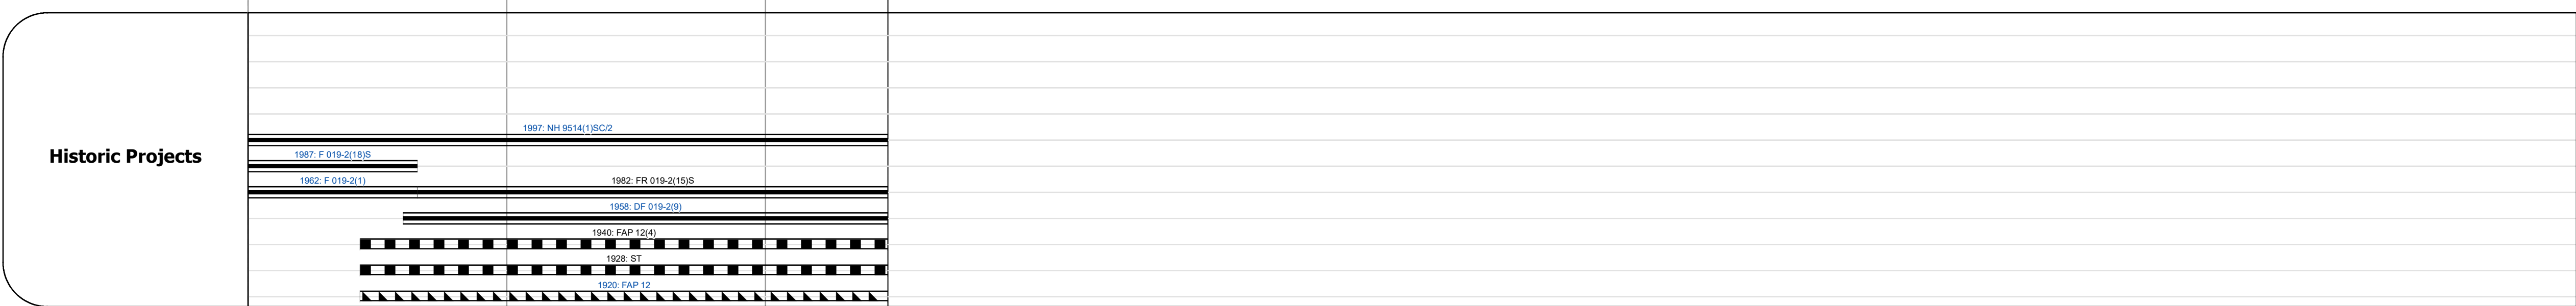 Historic Projects
1997: NH 9514(1)SC/2
1987: F 019-2(18)S
1962: F 019-2(1)
1982: FR 019-2(15)S
1958: DF 019-2(9)
1940: FAP 12(4)
1928: ST
1920: FAP 12